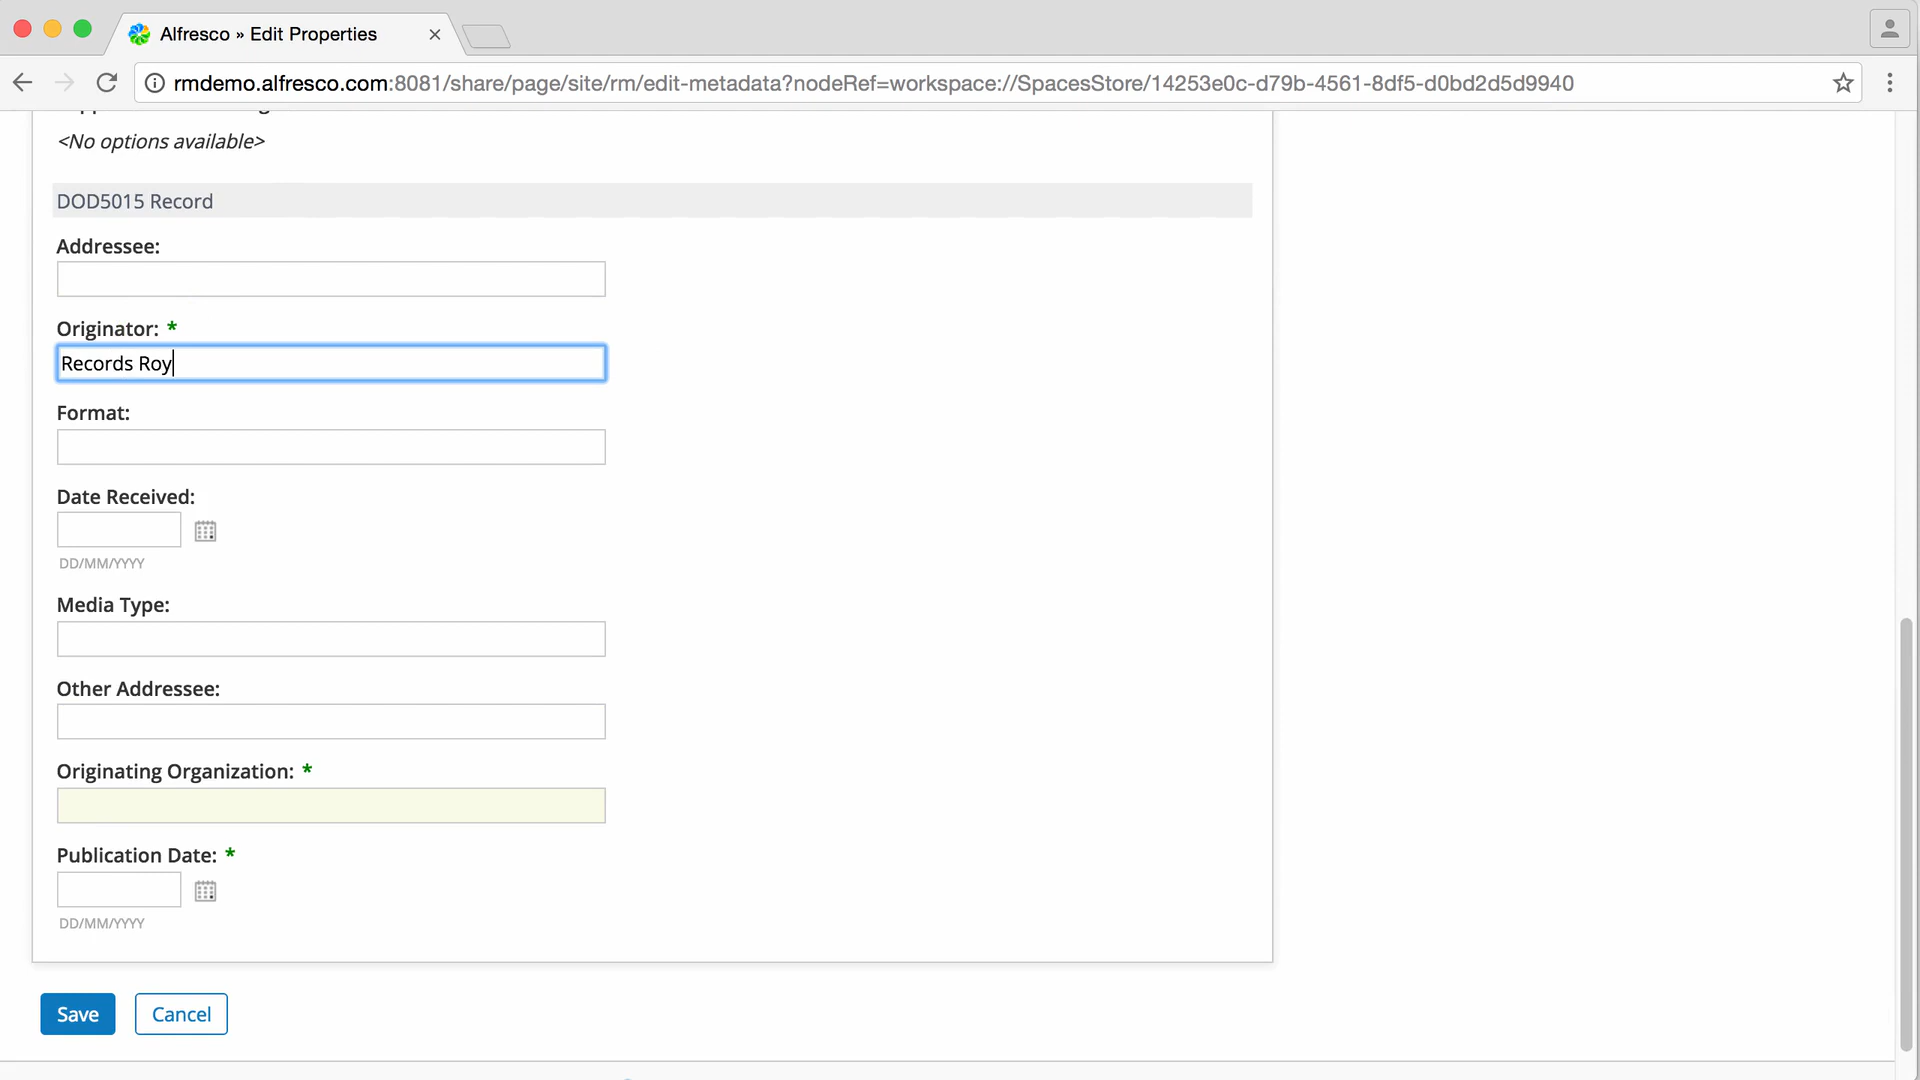 Alfresco » Edit Properties
rmdemo.alfresco.com:8081/share/page/site/rm/edit-metadata?nodeRef=workspace://SpacesStore/14253e0c-d79b-4561-8df5-d0bd2d5d9940
<No options available>
DOD5015 Record
Addressee:
Originator: *
Records Roy
Format:
Date Received:
DD/MM/YYYY
Media Type:
Other Addressee:
Originating Organization: *
Publication Date: *
DD/MM/YYYY
Save Cancel